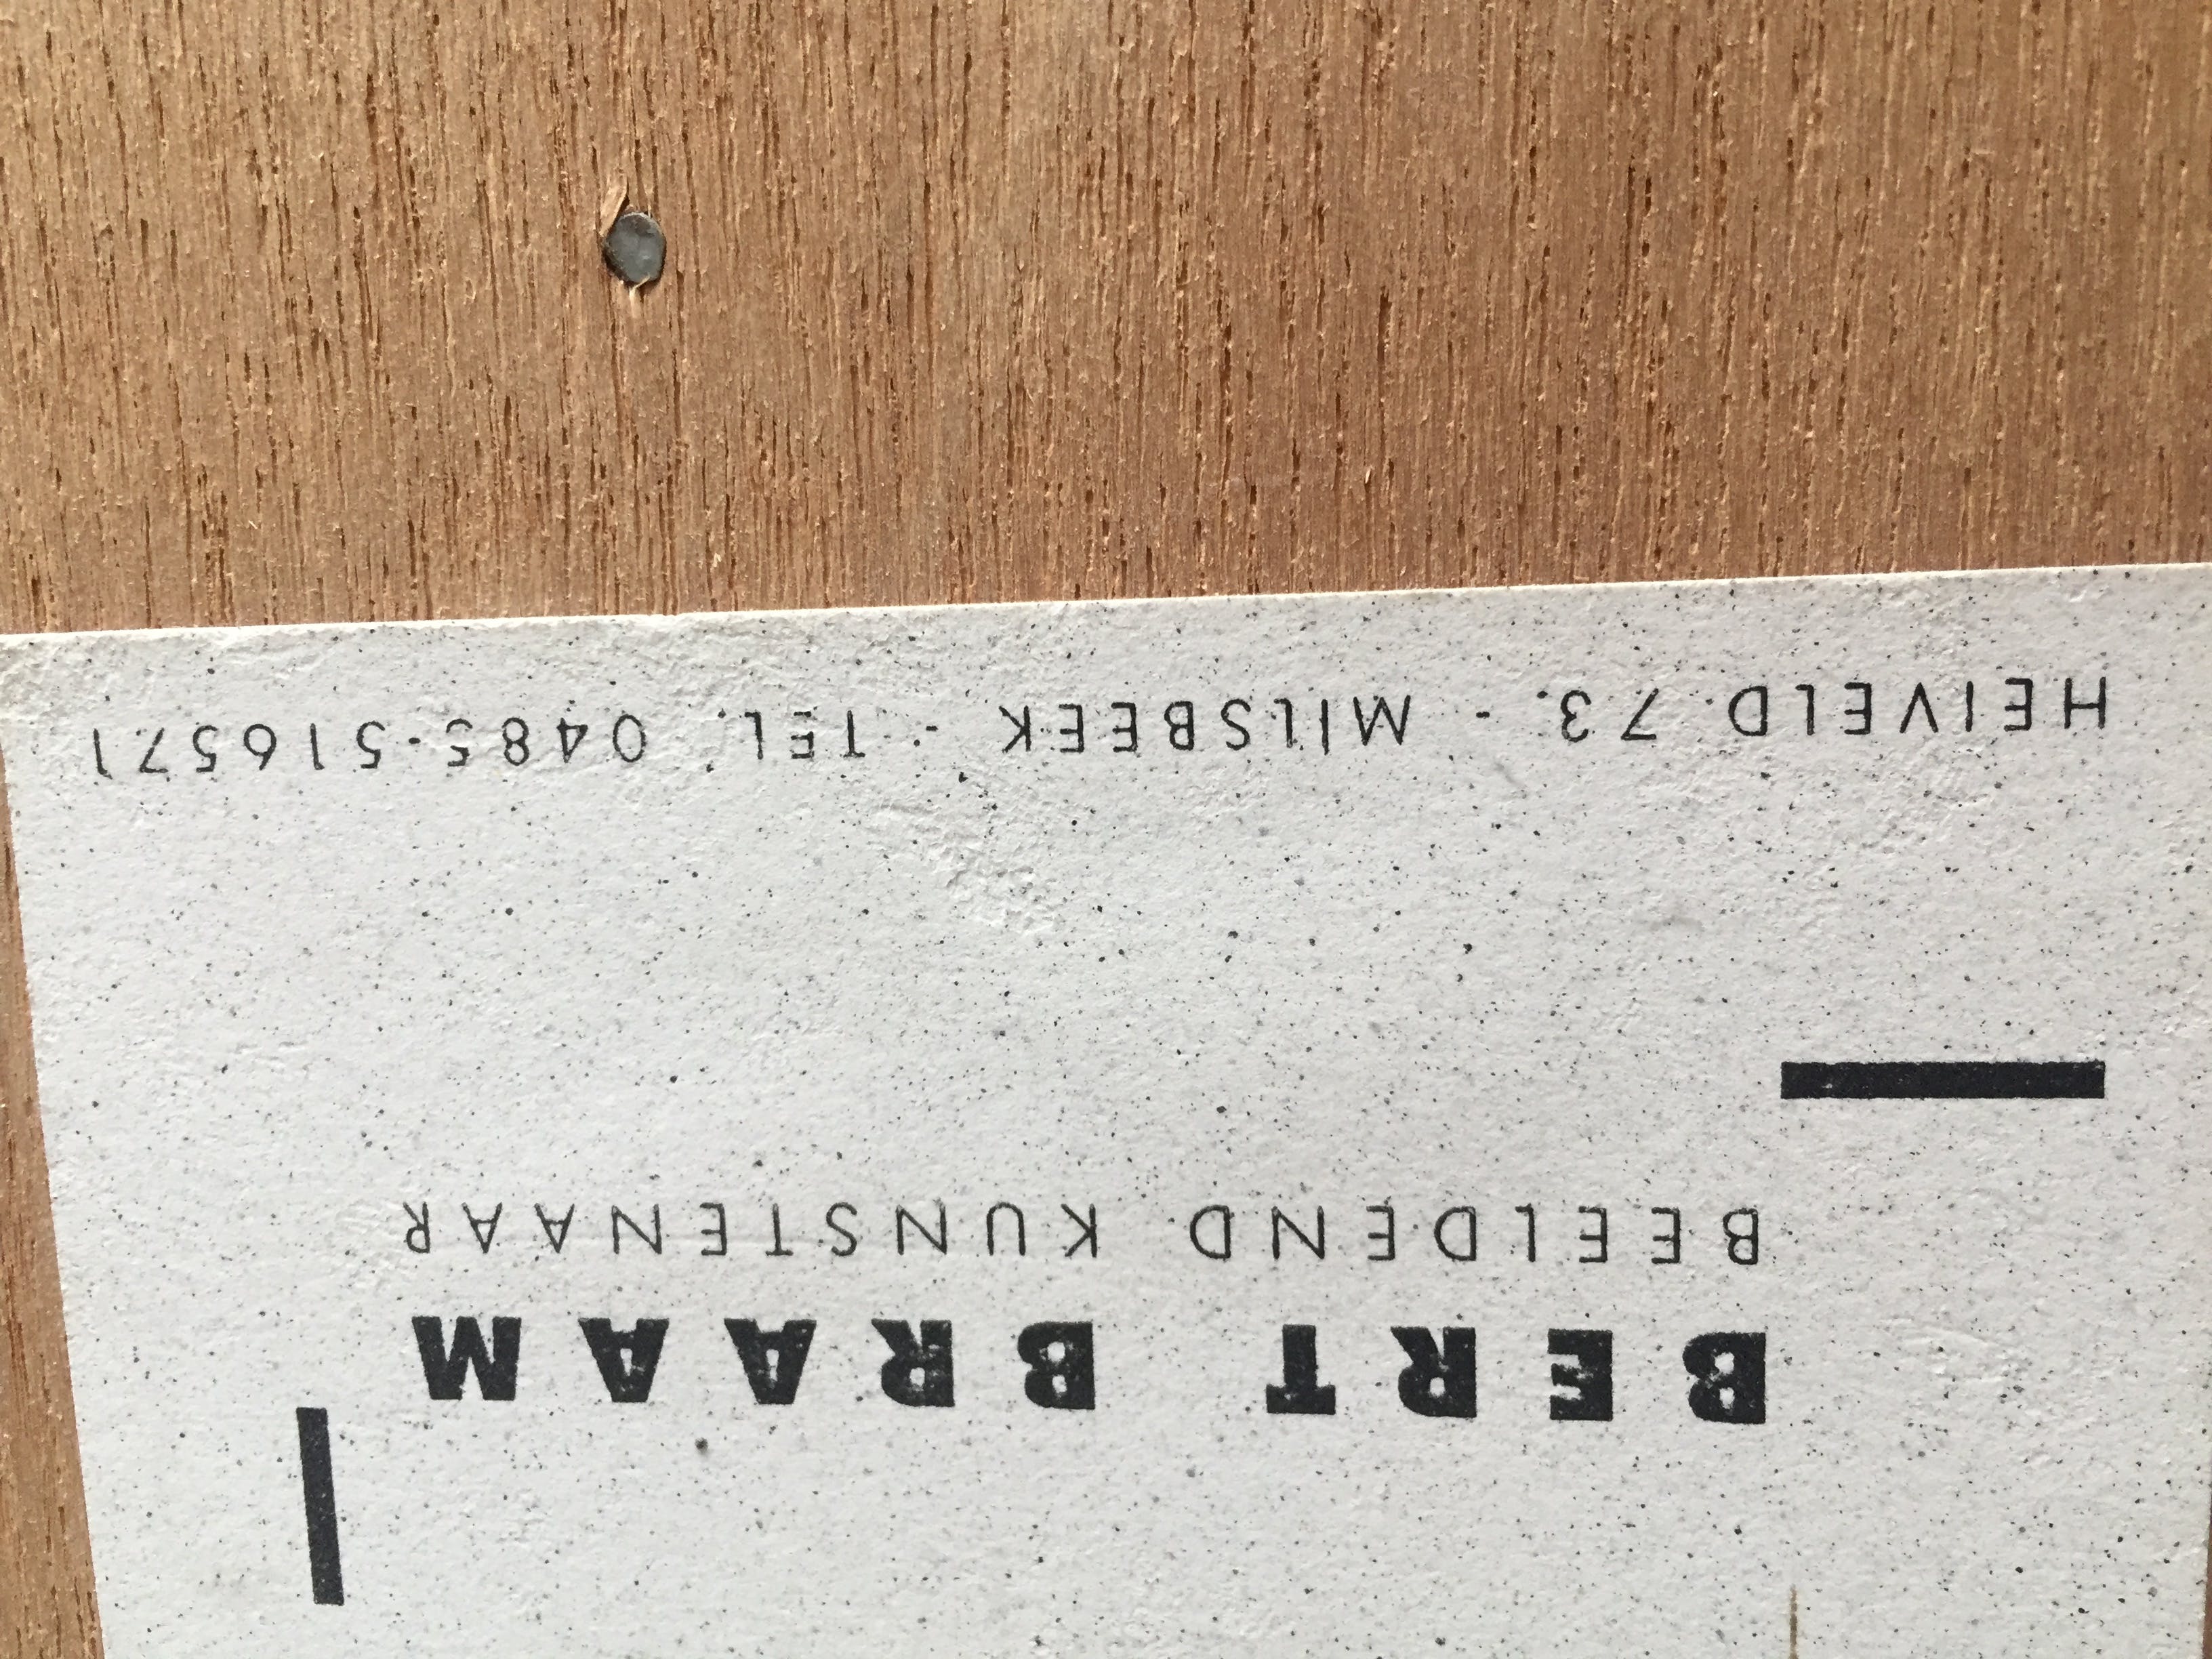 BERT BRAAM
BEELDEND KUNSTENAAR
HEIVELD 73. - MILSBEEK - TEL. 0485-516571